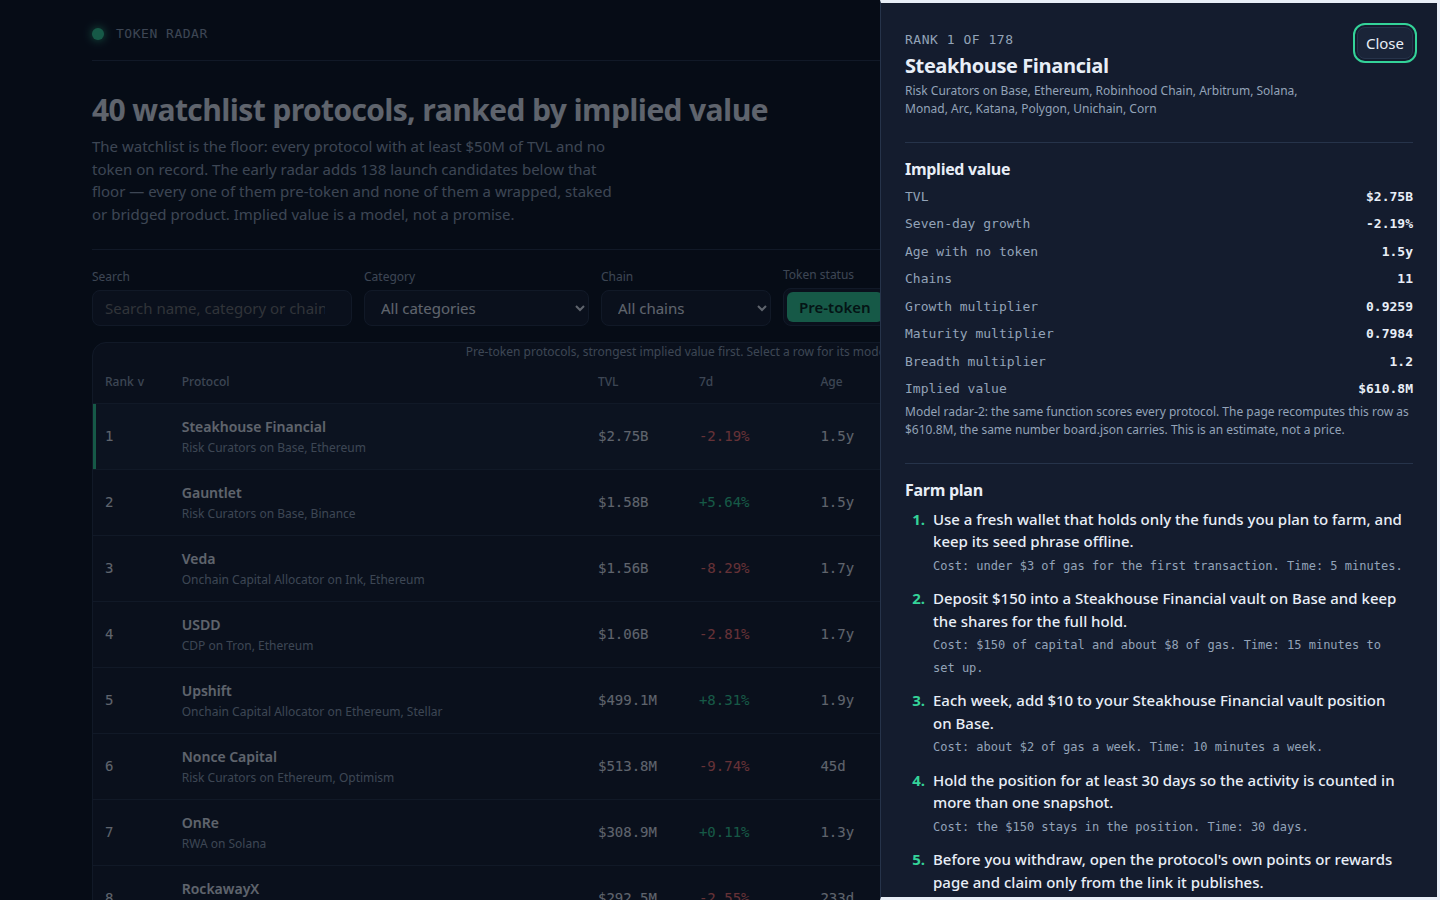 TOKEN RADAR
40 watchlist protocols, ranked by implied value
The watchlist is the floor: every protocol with at least $50M of TVL and no
token on record. The early radar adds 138 launch candidates below that
floor — every one of them pre-token and none of them a wrapped, staked
or bridged product. Implied value is a model, not a promise.
Search
Category
Chain
Token status
Search name, category or chain
All categories
All chains
Pre-token
Pre-token protocols, strongest implied value first. Select a row for its mod
Rank v
Protocol
TVL
7d
Age
1
Steakhouse Financial
Risk Curators on Base, Ethereum
$2.75B
-2.19%
1.5y
2
Gauntlet
Risk Curators on Base, Binance
$1.58B
+5.64%
1.5y
3
Veda
Onchain Capital Allocator on Ink, Ethereum
$1.56B
-8.29%
1.7y
4
USDD
CDP on Tron, Ethereum
$1.06B
-2.81%
1.7y
5
Upshift
Onchain Capital Allocator on Ethereum, Stellar
$499.1M
+8.31%
1.9y
6
Nonce Capital
Risk Curators on Ethereum, Optimism
$513.8M
-9.74%
45d
7
OnRe
RWA on Solana
$308.9M
+0.11%
1.3y
8
RockawayX
$292.5M
-2.55%
233d
RANK 1 OF 178
Close
Steakhouse Financial
Risk Curators on Base, Ethereum, Robinhood Chain, Arbitrum, Solana,
Monad, Arc, Katana, Polygon, Unichain, Corn
Implied value
TVL $2.75B
Seven-day growth -2.19%
Age with no token 1.5y
Chains 11
Growth multiplier 0.9259
Maturity multiplier 0.7984
Breadth multiplier 1.2
Implied value $610.8M
Model radar-2: the same function scores every protocol. The page recomputes this row as
$610.8M, the same number board.json carries. This is an estimate, not a price.
Farm plan
1. Use a fresh wallet that holds only the funds you plan to farm, and
keep its seed phrase offline.
Cost: under $3 of gas for the first transaction. Time: 5 minutes.
2. Deposit $150 into a Steakhouse Financial vault on Base and keep
the shares for the full hold.
Cost: $150 of capital and about $8 of gas. Time: 15 minutes to
set up.
3. Each week, add $10 to your Steakhouse Financial vault position
on Base.
Cost: about $2 of gas a week. Time: 10 minutes a week.
4. Hold the position for at least 30 days so the activity is counted in
more than one snapshot.
Cost: the $150 stays in the position. Time: 30 days.
5. Before you withdraw, open the protocol's own points or rewards
page and claim only from the link it publishes.